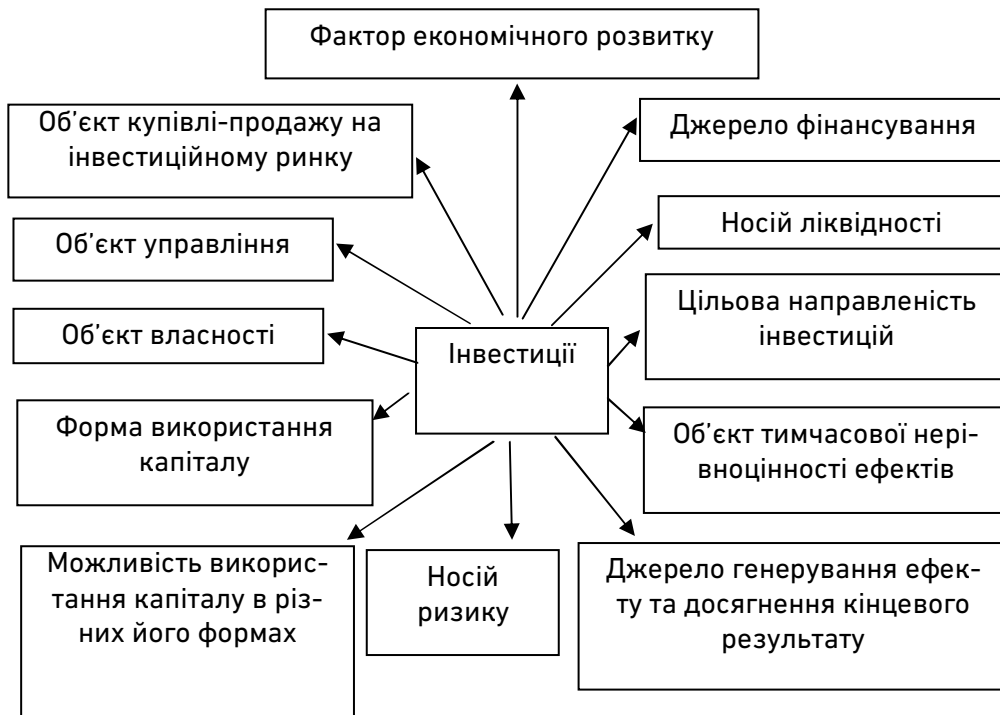 Фактор економічного розвитку
Об’єкт купівлі-продажу на
інвестиційному ринку
Джерело фінансування
Носій ліквідності
Об’єкт управління
Цільова направленість
інвестицій
Об’єкт власності
Інвестиції
Форма використання
капіталу
Об’єкт тимчасової нері-
вноцінності ефектів
Можливість викорис-
тання капіталу в різ-
них його формах
Носій
ризику
Джерело генерування ефек-
ту та досягнення кінцевого
результату